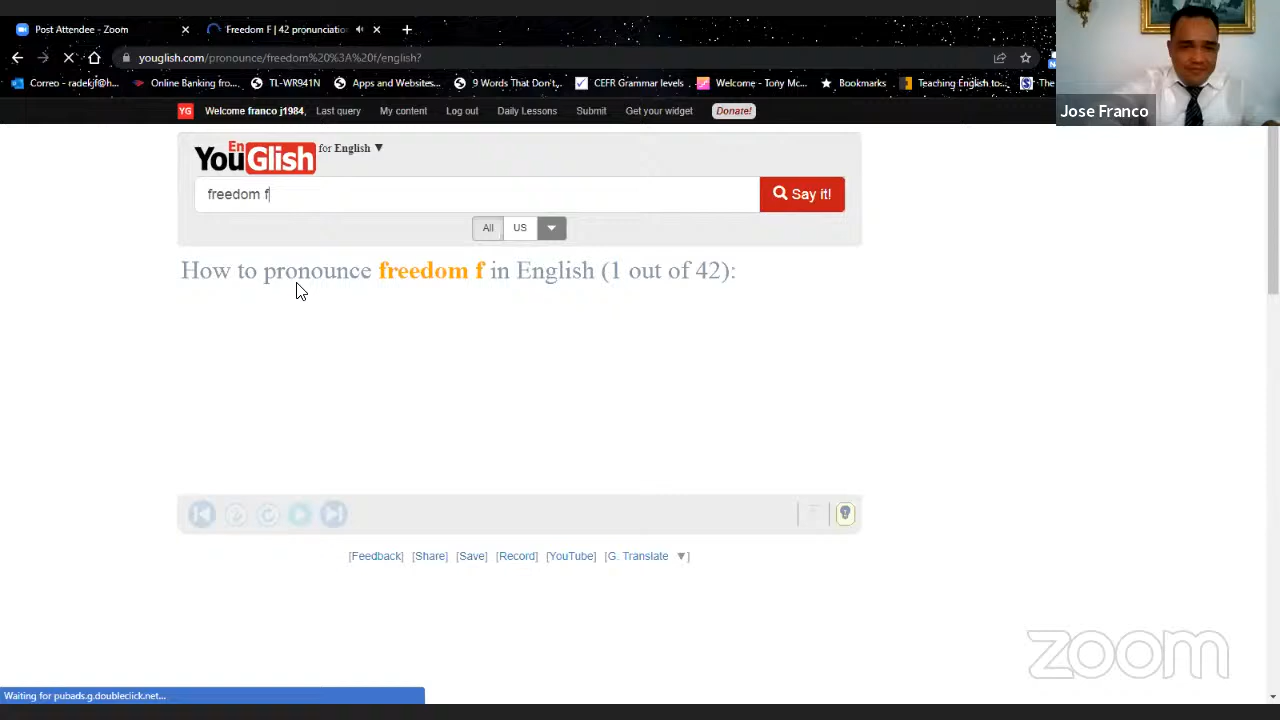 Post Attendee - Zoom
Freedom F | 42 pronunciatio
youglish.com/pronounce/freedom%20%3A%20f/english?
Correo - radekjf@h...
Online Banking fro...
TL-WR941N
Apps and Websites...
9 Words That Don't...
CEFR Grammar levels
Welcome - Tony Mc...
Bookmarks
Teaching English to...
The
Jose Franco
YG Welcome franco j1984, Last query My content Log out Daily Lessons Submit Get your widget Donate!
En
YouGlish for English ▼
freedom f
Say it!
All US
How to pronounce freedom f in English (1 out of 42):
[Feedback] [Share] [Save] [Record] [YouTube] [G. Translate ▼]
zoom
Waiting for pubads.g.doubleclick.net...